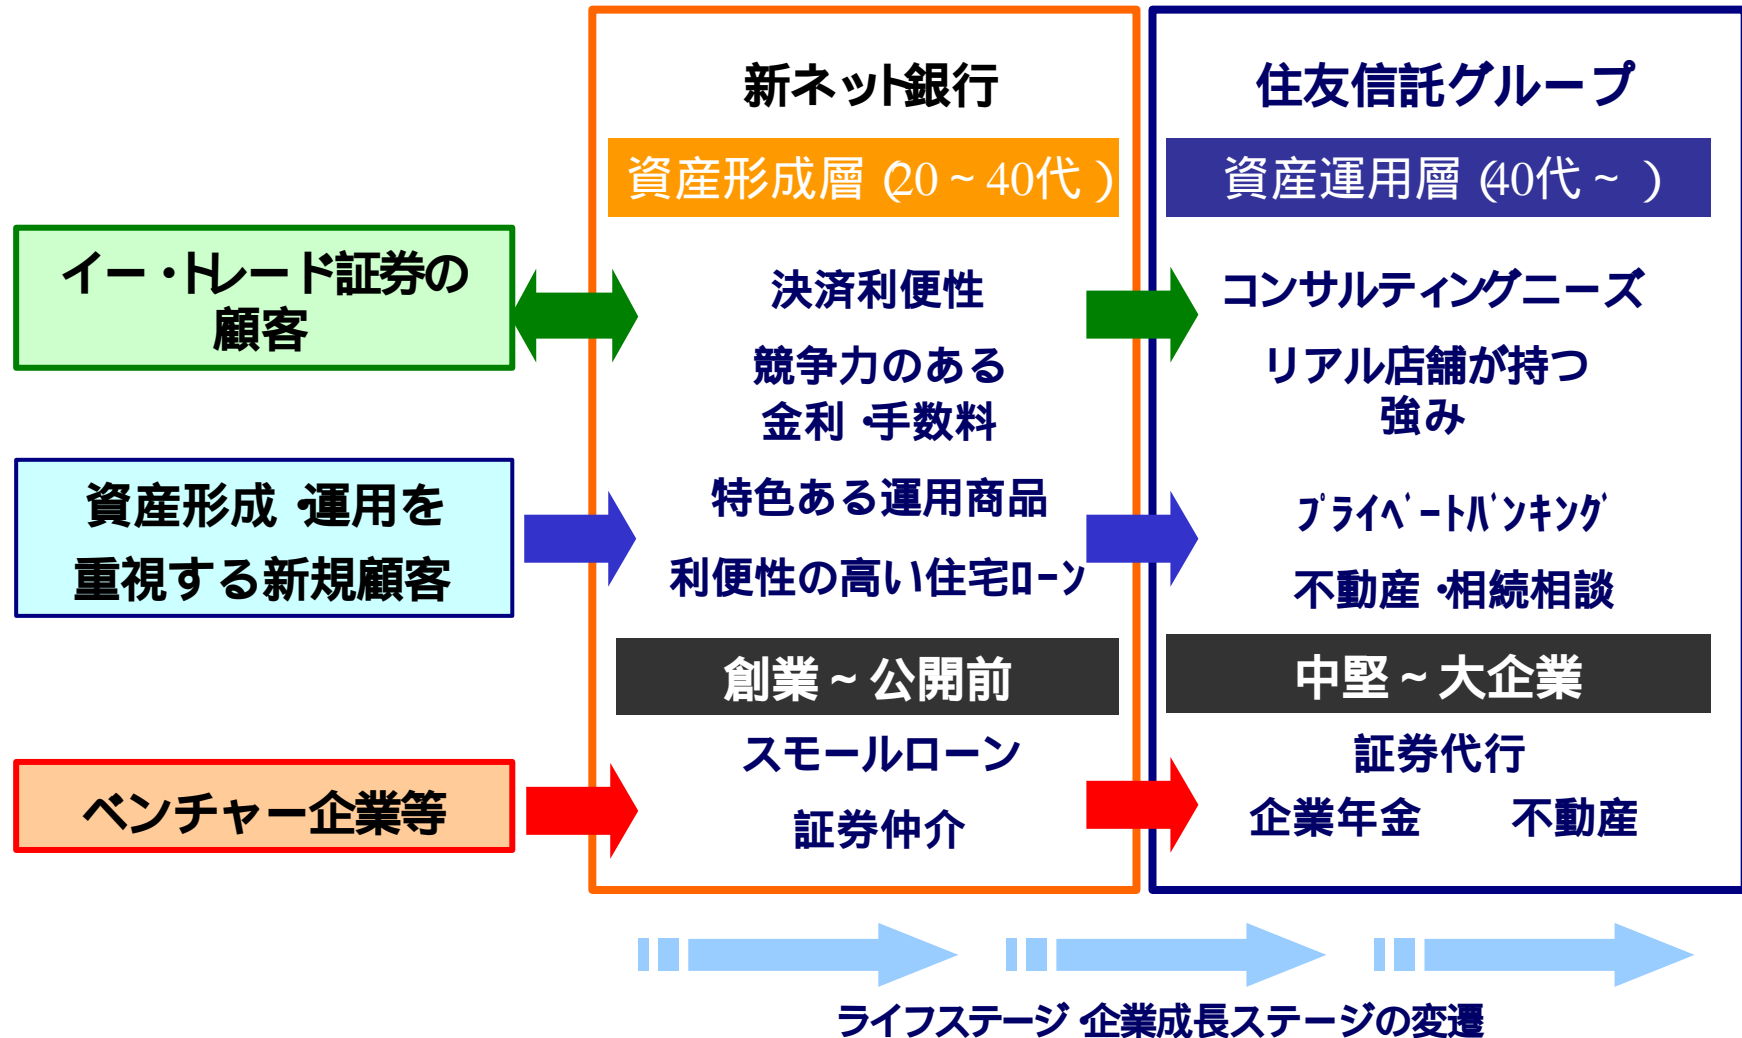 新ネット銀行
資産形成層（20～40代）
決済利便性
競争力のある
金利・手数料
特色ある運用商品
利便性の高い住宅ﾛｰﾝ
創業～公開前
スモールローン
証券仲介
住友信託グループ
資産運用層（40代～）
コンサルティングニーズ
リアル店舗が持つ
強み
ﾌﾟﾗｲﾍﾞｰﾄﾊﾞﾝｷﾝｸﾞ
不動産・相続相談
中堅～大企業
証券代行
企業年金　不動産
イー・トレード証券の
顧客
資産形成・運用を
重視する新規顧客
ベンチャー企業等
ライフステージ・企業成長ステージの変遷